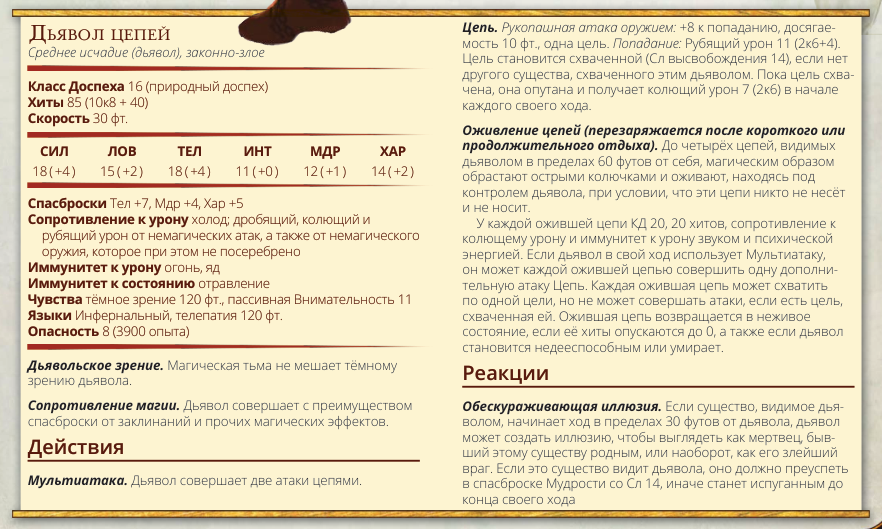 Дьявол цепей
Среднее исчадие (дьявол), законно-злое
Класс Доспеха 16 (природный доспех)
Хиты 85 (10к8 + 40)
Скорость 30 фт.
СИЛ ЛОВ ТЕЛ ИНТ МДР ХАР
18 (+4) 15 (+2) 18 (+4) 11 (+0) 12 (+1) 14 (+2)
Спасброски Тел +7, Мдр +4, Хар +5
Сопротивление к урону холод; дробящий, колющий и
рубящий урон от немагических атак, а также от немагического
оружия, которое при этом не посеребрено
Иммунитет к урону огонь, яд
Иммунитет к состоянию отравление
Чувства тёмное зрение 120 фт., пассивная Внимательность 11
Языки Инфернальный, телепатия 120 фт.
Опасность 8 (3900 опыта)
Дьявольское зрение. Магическая тьма не мешает тёмному
зрению дьявола.
Сопротивление магии. Дьявол совершает с преимуществом
спасброски от заклинаний и прочих магических эффектов.
Действия
Мультиатака. Дьявол совершает две атаки цепями.
Цепь. Рукопашная атака оружием: +8 к попаданию, досягае-
мость 10 фт., одна цель. Попадание: Рубящий урон 11 (2к6+4).
Цель становится схваченной (Сл высвобождения 14), если нет
другого существа, схваченного этим дьяволом. Пока цель схва-
чена, она опутана и получает колющий урон 7 (2к6) в начале
каждого своего хода.
Оживление цепей (перезаряжается после короткого или
продолжительного отдыха). До четырёх цепей, видимых
дьяволом в пределах 60 футов от себя, магическим образом
обрастают острыми колючками и оживают, находясь под
контролем дьявола, при условии, что эти цепи никто не несёт
и не носит.
У каждой ожившей цепи КД 20, 20 хитов, сопротивление к
колющему урону и иммунитет к урону звуком и психической
энергией. Если дьявол в свой ход использует Мультиатаку,
он может каждой ожившей цепью совершить одну дополни-
тельную атаку Цепь. Каждая ожившая цепь может схватить
по одной цели, но не может совершать атаки, если есть цель,
схваченная ей. Ожившая цепь возвращается в неживое
состояние, если её хиты опускаются до 0, а также если дьявол
становится недееспособным или умирает.
Реакции
Обескураживающая иллюзия. Если существо, видимое дья-
волом, начинает ход в пределах 30 футов от дьявола, дьявол
может создать иллюзию, чтобы выглядеть как мертвец, быв-
ший этому существу родным, или наоборот, как его злейший
враг. Если это существо видит дьявола, оно должно преуспеть
в спасброске Мудрости со Сл 14, иначе станет испуганным до
конца своего хода